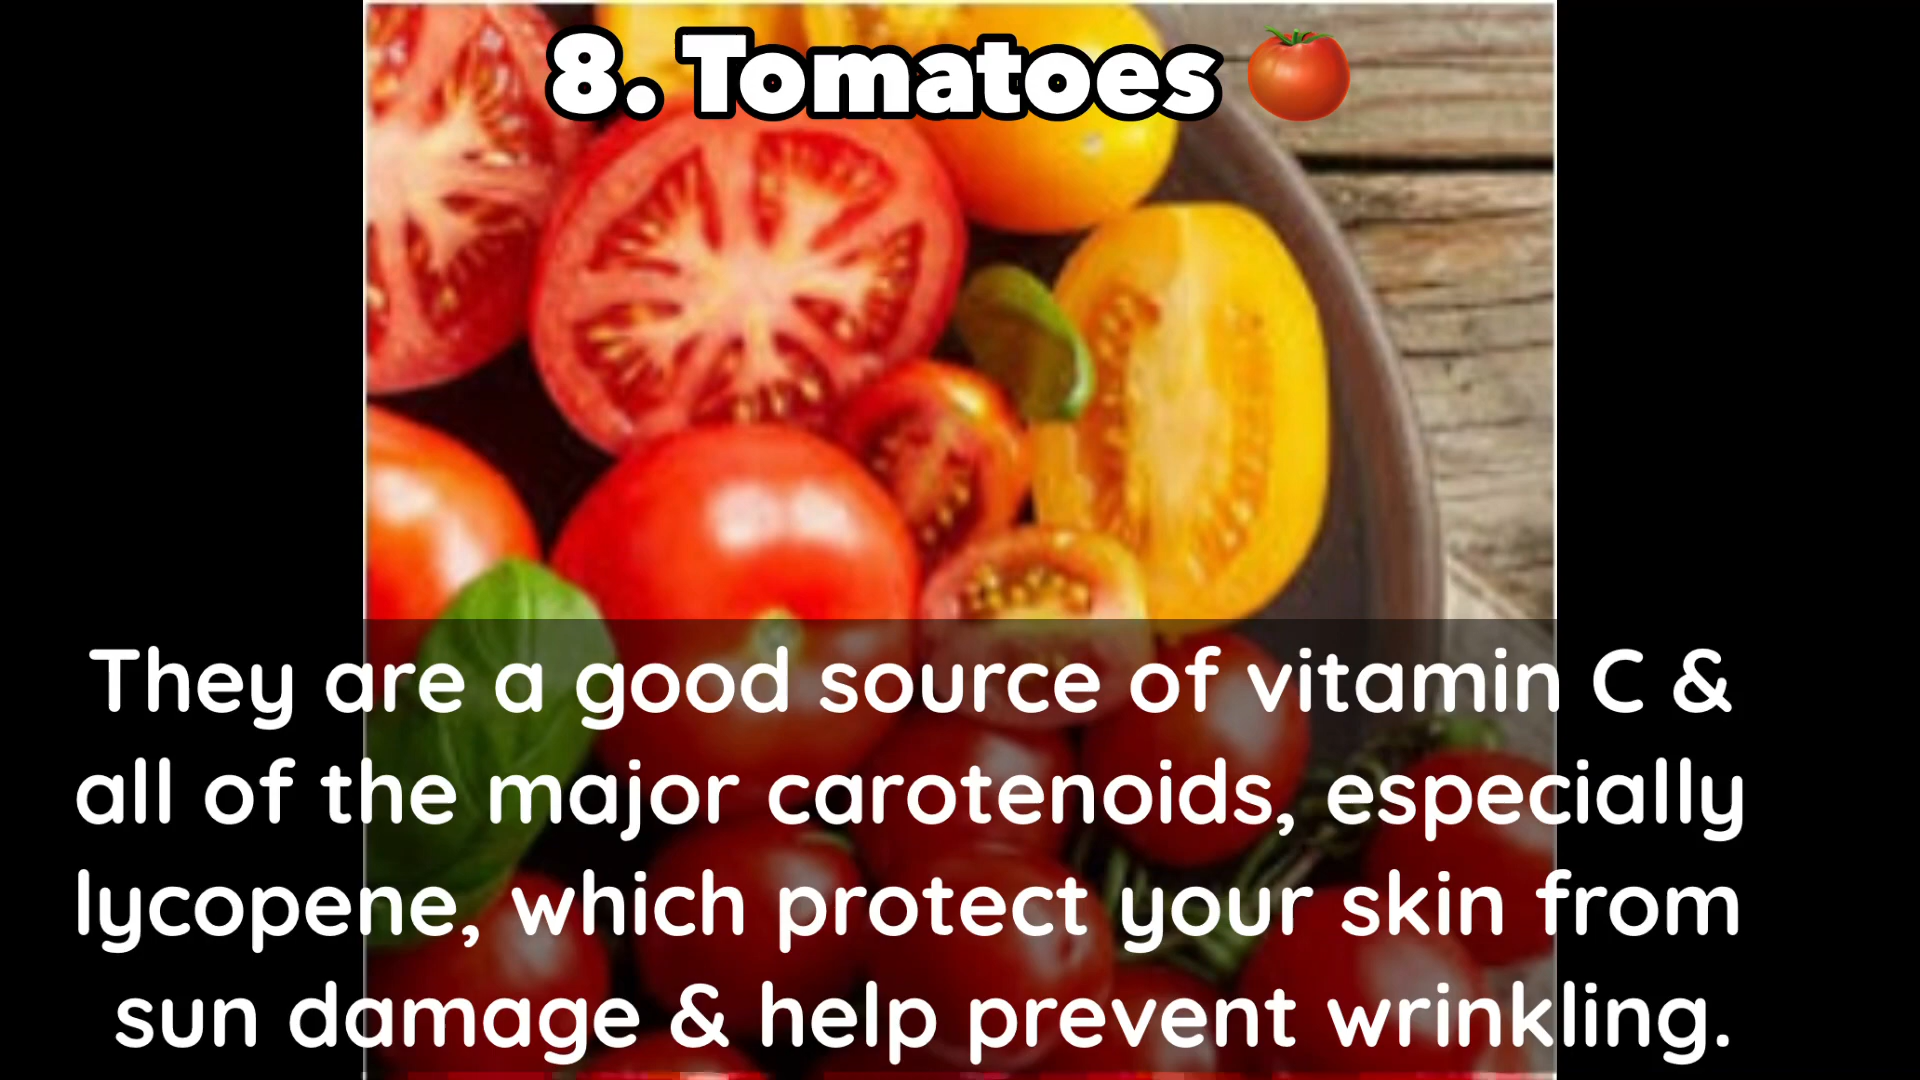 8. Tomatoes 🍅
They are a good source of vitamin C &
all of the major carotenoids, especially
lycopene, which protect your skin from
sun damage & help prevent wrinkling.